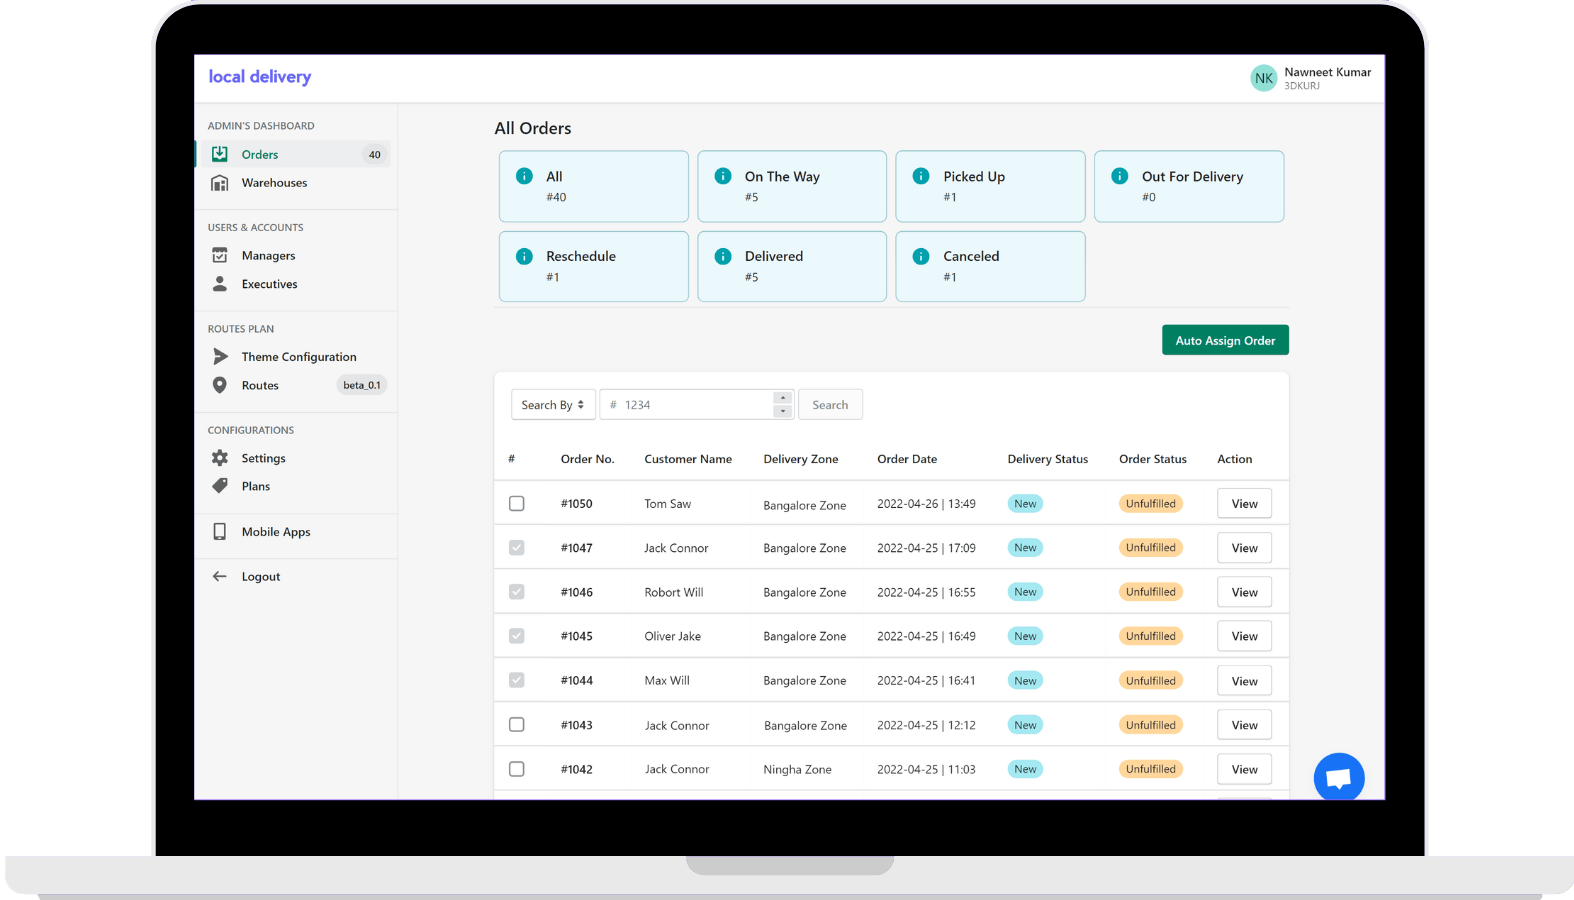 local delivery
NK
Nawneet Kumar
3DKURJ
ADMIN'S DASHBOARD
Orders 40
Warehouses
USERS & ACCOUNTS
Managers
Executives
ROUTES PLAN
Theme Configuration
Routes beta_0.1
CONFIGURATIONS
Settings
Plans
Mobile Apps
Logout
All Orders
All
#40
On The Way
#5
Picked Up
#1
Out For Delivery
#0
Reschedule
#1
Delivered
#5
Canceled
#1
Auto Assign Order
Search By # 1234 Search
# Order No. Customer Name Delivery Zone Order Date Delivery Status Order Status Action
#1050 Tom Saw Bangalore Zone 2022-04-26 | 13:49 New Unfulfilled View
#1047 Jack Connor Bangalore Zone 2022-04-25 | 17:09 New Unfulfilled View
#1046 Robort Will Bangalore Zone 2022-04-25 | 16:55 New Unfulfilled View
#1045 Oliver Jake Bangalore Zone 2022-04-25 | 16:49 New Unfulfilled View
#1044 Max Will Bangalore Zone 2022-04-25 | 16:41 New Unfulfilled View
#1043 Jack Connor Bangalore Zone 2022-04-25 | 12:12 New Unfulfilled View
#1042 Jack Connor Ningha Zone 2022-04-25 | 11:03 New Unfulfilled View